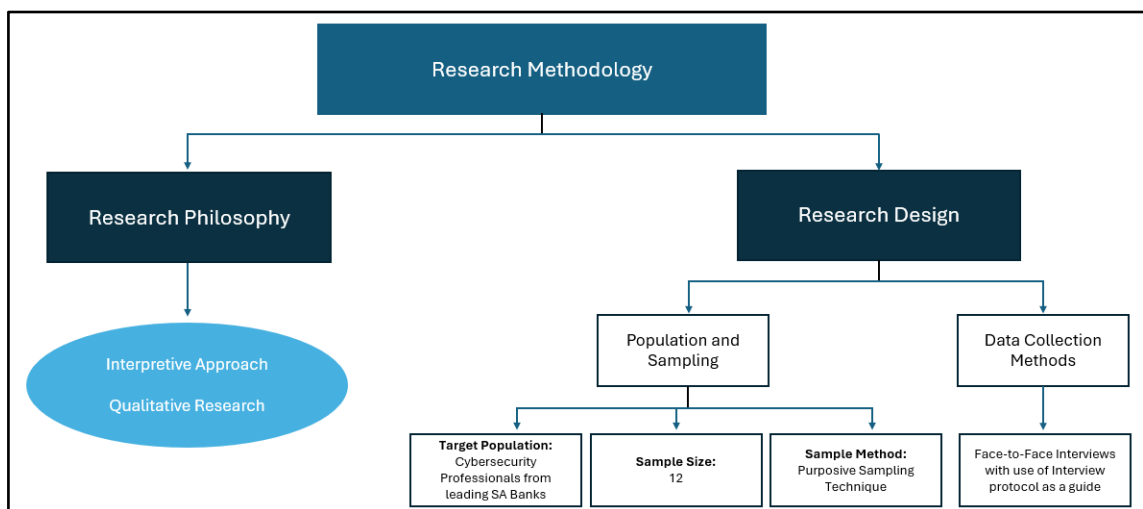 Research Methodology
Research Philosophy
Research Design
Interpretive Approach
Qualitative Research
Population and
Sampling
Data Collection
Methods
Target Population:
Cybersecurity
Professionals from
leading SA Banks
Sample Size:
12
Sample Method:
Purposive Sampling
Technique
Face-to-Face Interviews
with use of Interview
protocol as a guide